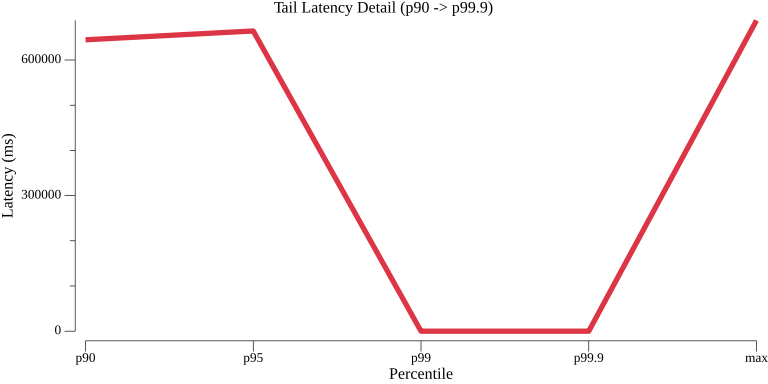 Tail Latency Detail (p90 -> p99.9)
Latency (ms)
600000
300000
0
p90 p95 p99 p99.9 max
Percentile